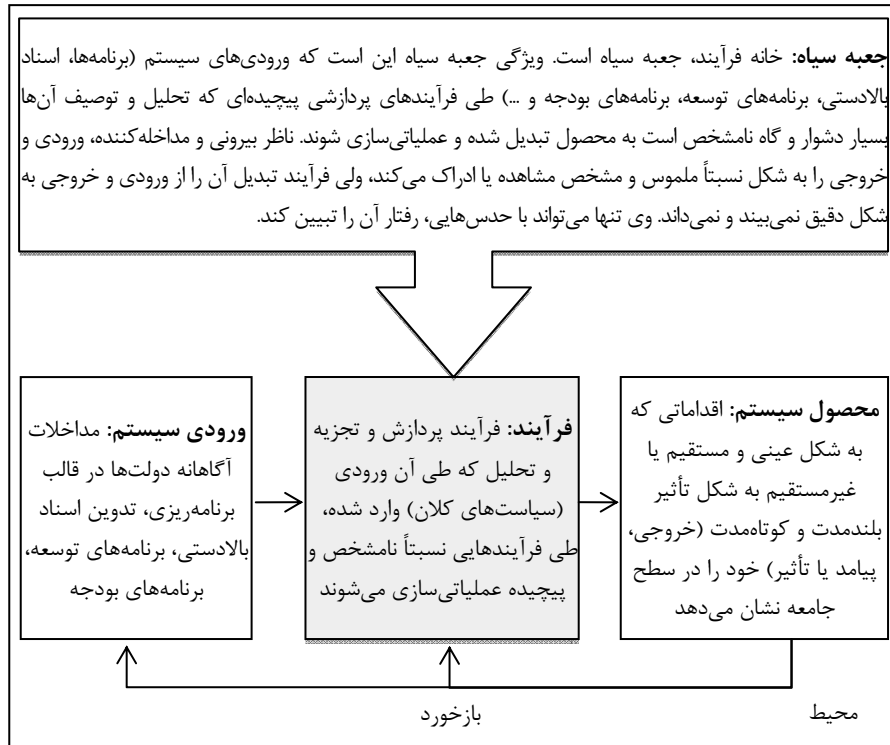 جعبه سیاه: خانه فرآیند، جعبه سیاه است. ویژگی جعبه سیاه این است که ورودی‌های سیستم (برنامه‌ها، اسناد
بالادستی، برنامه‌های توسعه، برنامه‌های بودجه و ...) طی فرآیندهای پردازشی پیچیده‌ای که تحلیل و توصیف آن‌ها
بسیار دشوار و گاه نامشخص است به محصول تبدیل شده و عملیاتی‌سازی شوند. ناظر بیرونی و مداخله‌کننده، ورودی و
خروجی را به شکل نسبتاً ملموس و مشخص مشاهده یا ادراک می‌کند، ولی فرآیند تبدیل آن را از ورودی و خروجی به
شکل دقیق نمی‌بیند و نمی‌داند. وی تنها می‌تواند با حدس‌هایی، رفتار آن را تبیین کند.
محصول سیستم: اقداماتی که
به شکل عینی و مستقیم یا
غیرمستقیم به شکل تأثیر
بلندمدت و کوتاه‌مدت (خروجی،
پیامد یا تأثیر) خود را در سطح
جامعه نشان می‌دهد
فرآیند: فرآیند پردازش و تجزیه
و تحلیل که طی آن ورودی
(سیاست‌های کلان) وارد شده،
طی فرآیندهایی نسبتاً نامشخص و
پیچیده عملیاتی‌سازی می‌شوند
ورودی سیستم: مداخلات
آگاهانه دولت‌ها در قالب
برنامه‌ریزی، تدوین اسناد
بالادستی، برنامه‌های توسعه،
برنامه‌های بودجه
محیط
بازخورد